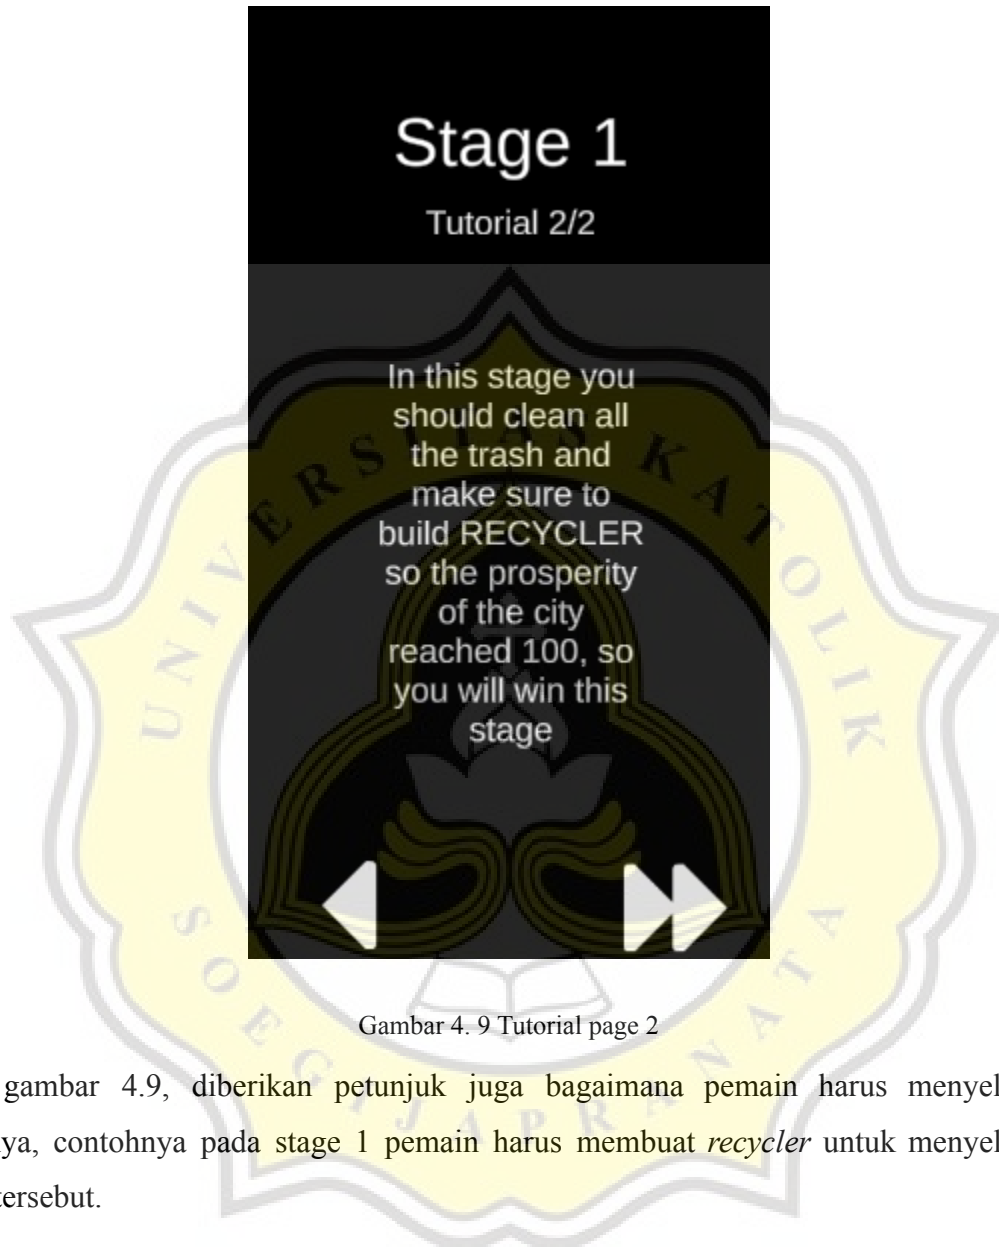 Stage 1
Tutorial 2/2
In this stage you
should clean all
the trash and
make sure to
build RECYCLER
so the prosperity
of the city
reached 100, so
you will win this
stage
UNIVERSITAS KATOLIK
SOEGIJAPRANATA
Gambar 4. 9 Tutorial page 2
gambar 4.9, diberikan petunjuk juga bagaimana pemain harus
contohnya pada stage 1 pemain harus membuat recycler untuk
tersebut.